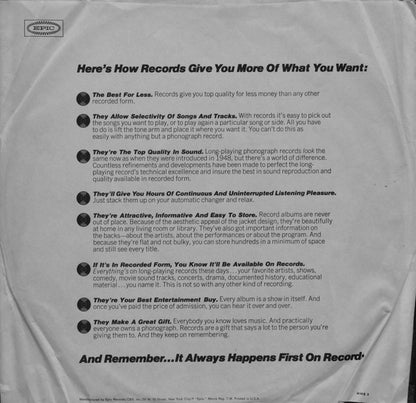 EPIC
Here's How Records Give You More Of What You Want:
The Best For Less. Records give you top quality for less money than any other
recorded form.
They Allow Selectivity Of Songs And Tracks. With records it's easy to pick out
the songs you want to play, or to play again a particular song or side. All you have
to do is lift the tone arm and place it where you want it. You can't do this as
easily with anything but a phonograph record.
They're The Top Quality In Sound. Long-playing phonograph records look the
same now as when they were introduced in 1948, but there's a world of difference.
Countless refinements and developments have been made to perfect the long-
playing record's technical excellence and insure the best in sound reproduction and
quality available in recorded form.
They'll Give You Hours Of Continuous And Uninterrupted Listening Pleasure.
Just stack them up on your automatic changer and relax.
They're Attractive, Informative And Easy To Store. Record albums are never
out of place. Because of the aesthetic appeal of the jacket design, they're beautifully
at home in any living room or library. They've also got important information on
the backs—about the artists, about the performances or about the program. And
because they're flat and not bulky, you can store hundreds in a minimum of space
and still see every title.
If It's In Recorded Form, You Know It'll Be Available On Records.
Everything's on long-playing records these days...your favorite artists, shows,
comedy, movie sound tracks, concerts, drama, documented history, educational
material...you name it. This is not so with any other kind of recording.
They're Your Best Entertainment Buy. Every album is a show in itself. And
once you've paid the price of admission, you can hear it over and over.
They Make A Great Gift. Everybody you know loves music. And practically
everyone owns a phonograph. Records are a gift that says a lot to the person you're
giving them to. And they keep on remembering.
And Remember...It Always Happens First On Record